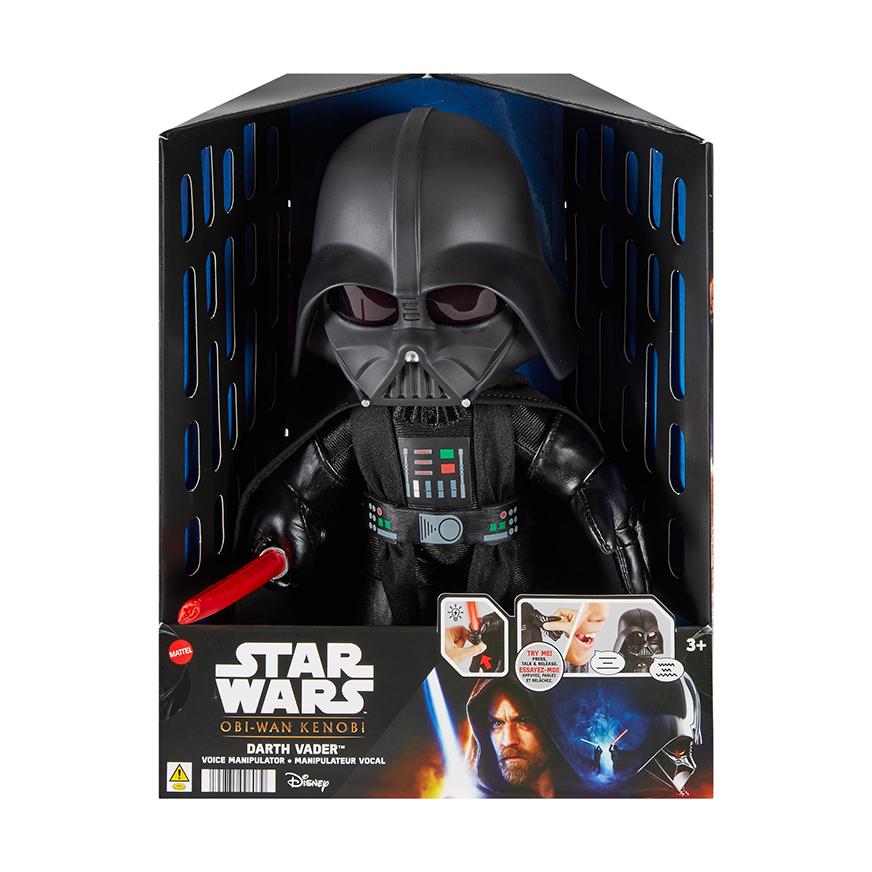 TRY ME!
PRESS,
TALK & RELEASE.
ESSAYEZ-MOI!
APPUYEZ, PARLEZ
ET RELÂCHEZ.
3+
MATTEL
STAR
WARS
OBI-WAN KENOBI
DARTH VADER™
VOICE MANIPULATOR • MANIPULATEUR VOCAL
Disney